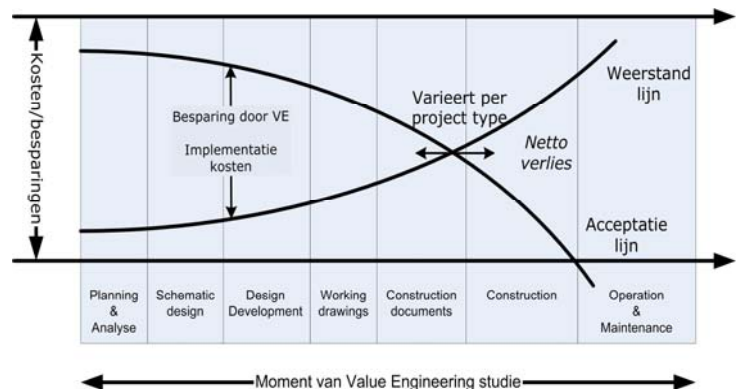 Kosten/besparingen
Besparing door VE
Implementatie
kosten
Varieert per
project type
Netto
verlies
Weerstand
lijn
Acceptatie
lijn
Planning
&
Analyse
Schematic
design
Design
Development
Working
drawings
Construction
documents
Construction
Operation
&
Maintenance
Moment van Value Engineering studie